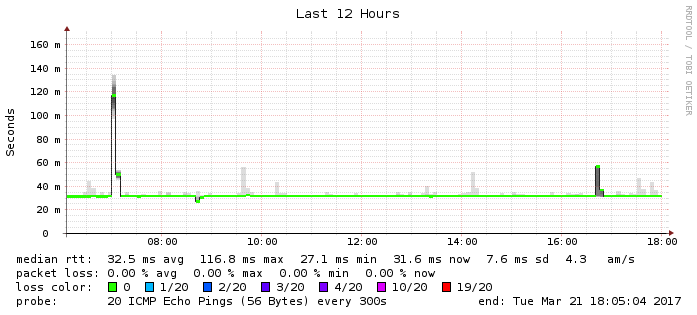 Last 12 Hours
RRDTOOL / TOBI OETIKER
Seconds
160 m
140 m
120 m
100 m
80 m
60 m
40 m
20 m
0
08:00 10:00 12:00 14:00 16:00 18:00
median rtt: 32.5 ms avg 116.8 ms max 27.1 ms min 31.6 ms now 7.6 ms sd 4.3 am/s
packet loss: 0.00 % avg 0.00 % max 0.00 % min 0.00 % now
loss color: 0 1/20 2/20 3/20 4/20 10/20 19/20
probe: 20 ICMP Echo Pings (56 Bytes) every 300s end: Tue Mar 21 18:05:04 2017